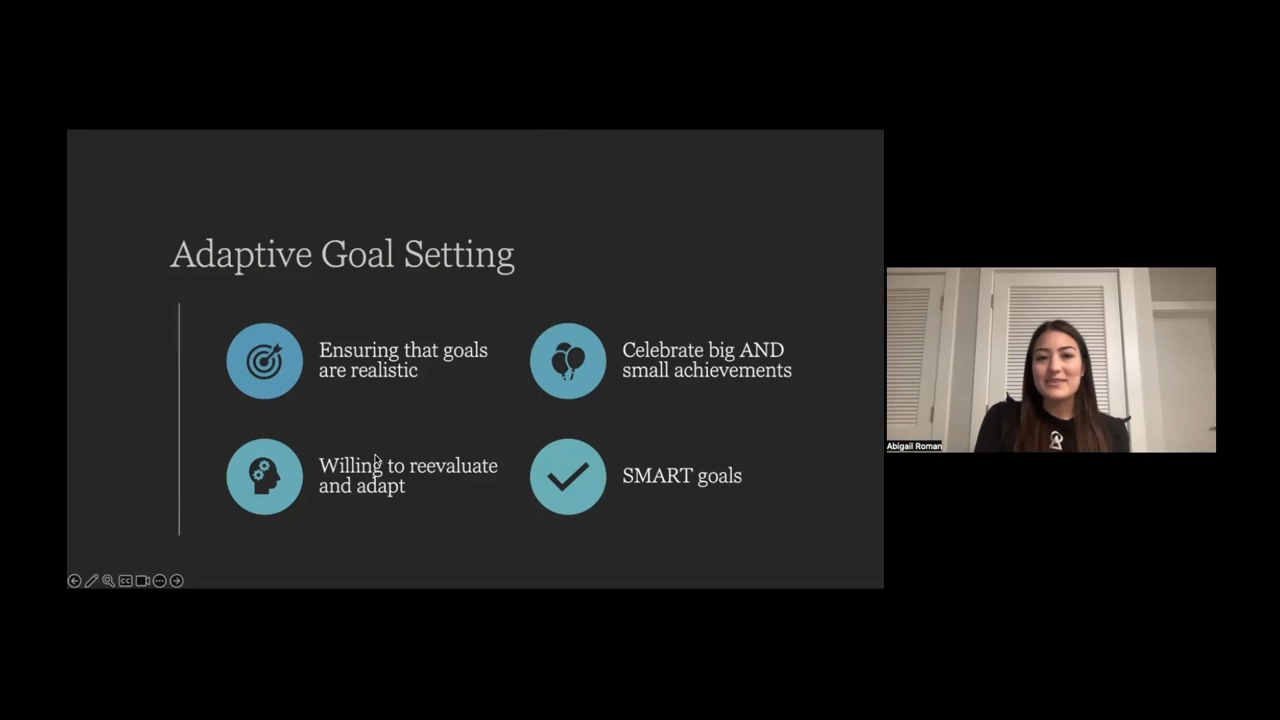 Adaptive Goal Setting
Ensuring that goals
are realistic
Celebrate big AND
small achievements
Willing to reevaluate
and adapt
SMART goals
CC
Abigail Roman